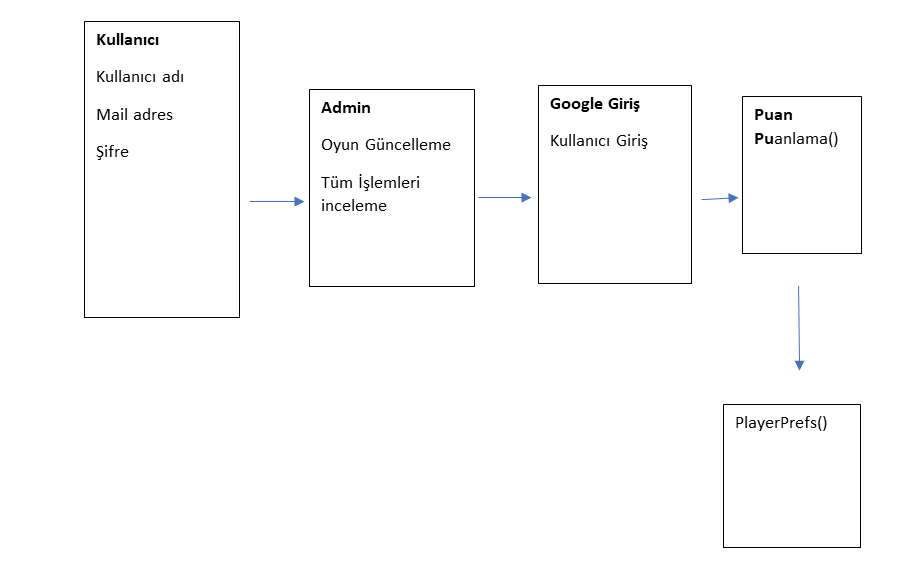 Kullanıcı
Kullanıcı adı
Mail adres
Şifre
Admin
Oyun Güncelleme
Tüm İşlemleri
inceleme
Google Giriş
Kullanıcı Giriş
Puan
Puanlama()
PlayerPrefs()